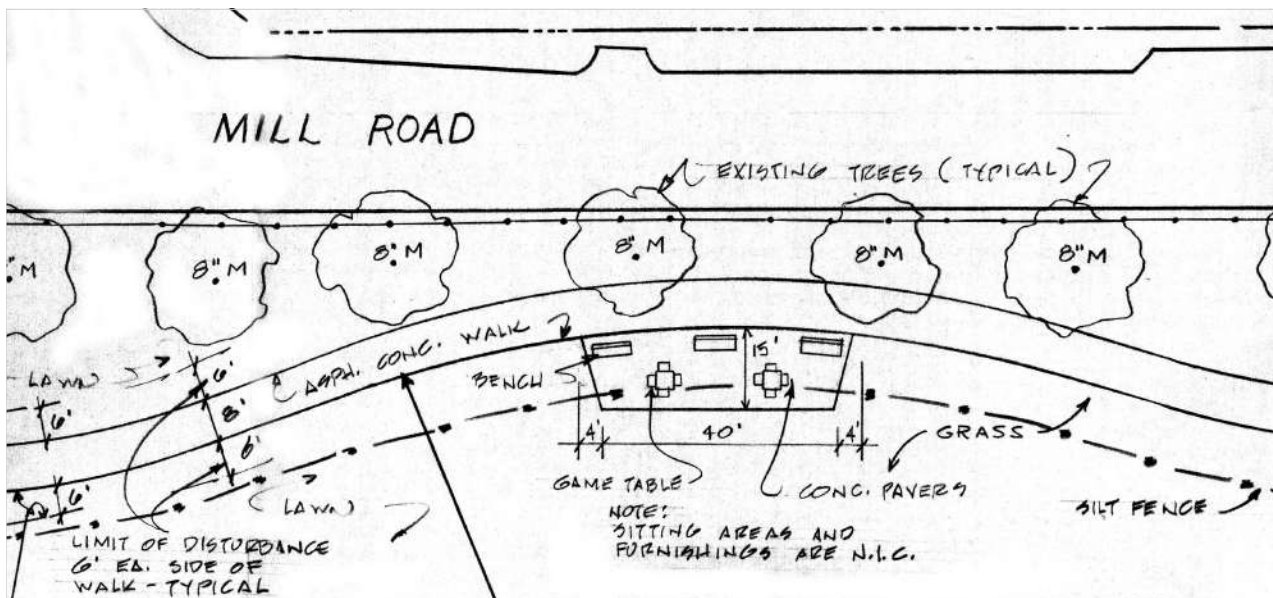 MILL ROAD
EXISTING TREES (TYPICAL)
"M
8" M
8" M
8" M
8" M
8" M
LAWN
6'
8'
6'
6'
6'
ASPH. CONC. WALK
BENCH
15'
4'
40'
4'
GRASS
GAME TABLE
CONC. PAVERS
SILT FENCE
LAWN
NOTE:
SITTING AREAS AND
FURNISHINGS ARE N.I.C.
LIMIT OF DISTURBANCE
6' EA. SIDE OF
WALK - TYPICAL